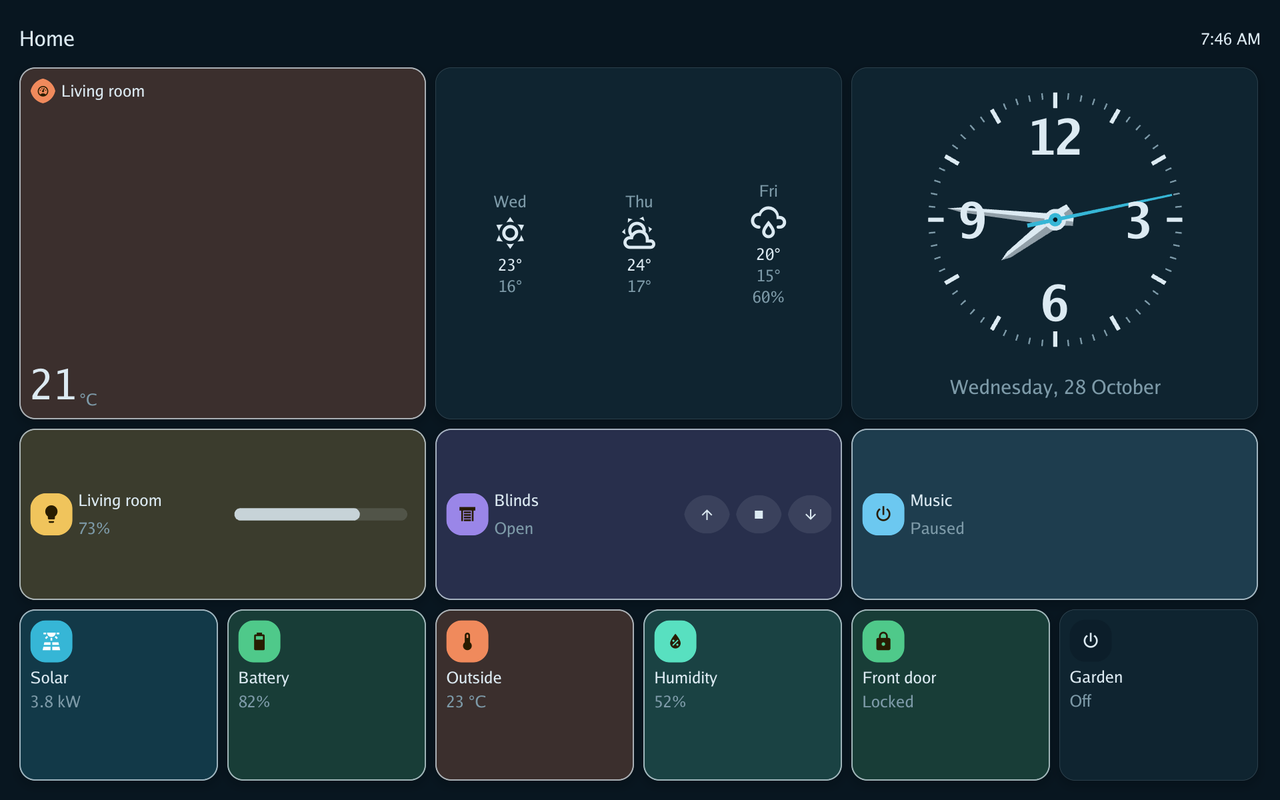 Home
7:46 AM
Living room
21 °C
Wed
23°
16°
Thu
24°
17°
Fri
20°
15°
60%
12
9
3
6
Wednesday, 28 October
Living room
73%
Blinds
Open
Music
Paused
Solar
3.8 kW
Battery
82%
Outside
23 °C
Humidity
52%
Front door
Locked
Garden
Off